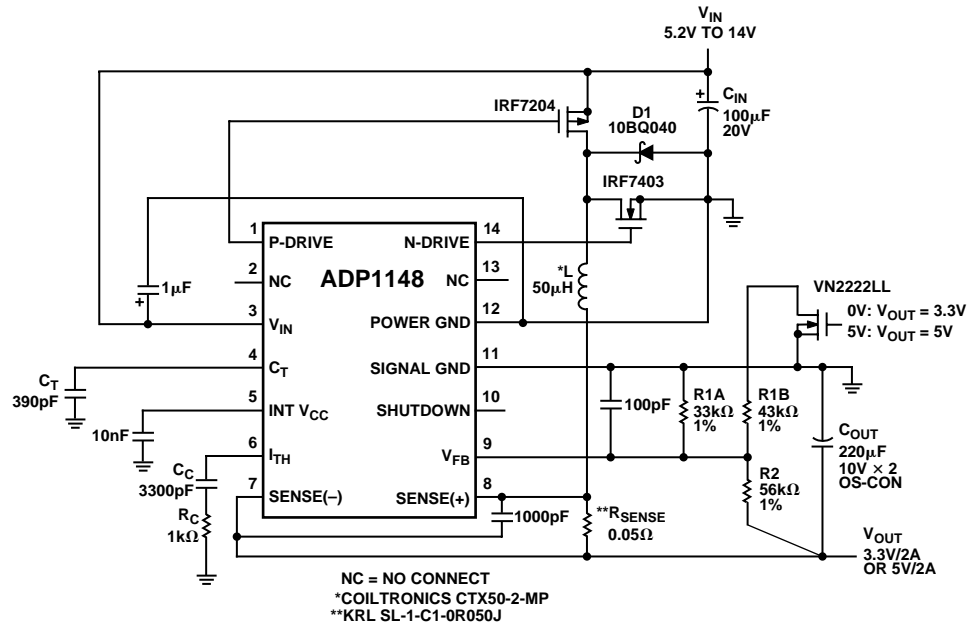 V_IN
5.2V TO 14V
IRF7204
D1
10BQ040
+
C_IN
100μF
20V
IRF7403
1
P-DRIVE
N-DRIVE
14
ADP1148
2
NC
NC
13
*L
50μH
1μF
+
3
V_IN
POWER GND
12
VN2222LL
0V: V_OUT = 3.3V
5V: V_OUT = 5V
4
C_T
SIGNAL GND
11
C_T
390pF
5
INT V_CC
SHUTDOWN
10
100pF
R1A
33kΩ
1%
R1B
43kΩ
1%
10nF
6
I_TH
V_FB
9
C_OUT
220μF
10V × 2
OS-CON
C_C
3300pF
7
SENSE(–)
SENSE(+)
8
R2
56kΩ
1%
R_C
1kΩ
1000pF
**R_SENSE
0.05Ω
V_OUT
3.3V/2A
OR 5V/2A
NC = NO CONNECT
*COILTRONICS CTX50-2-MP
**KRL SL-1-C1-0R050J